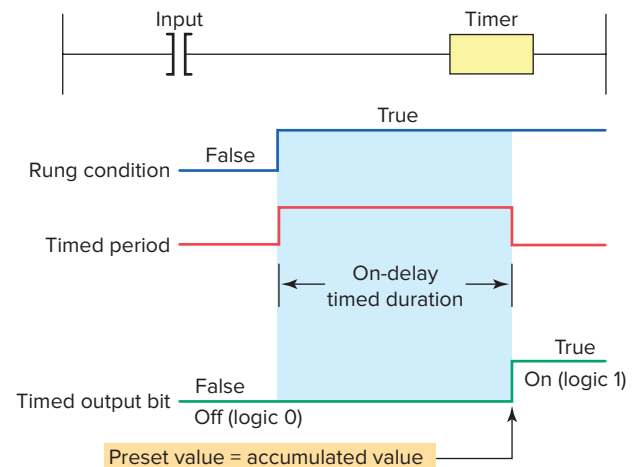 Input
Timer
True
False
Rung condition
Timed period
On-delay
timed duration
True
False
On (logic 1)
Timed output bit
Off (logic 0)
Preset value = accumulated value